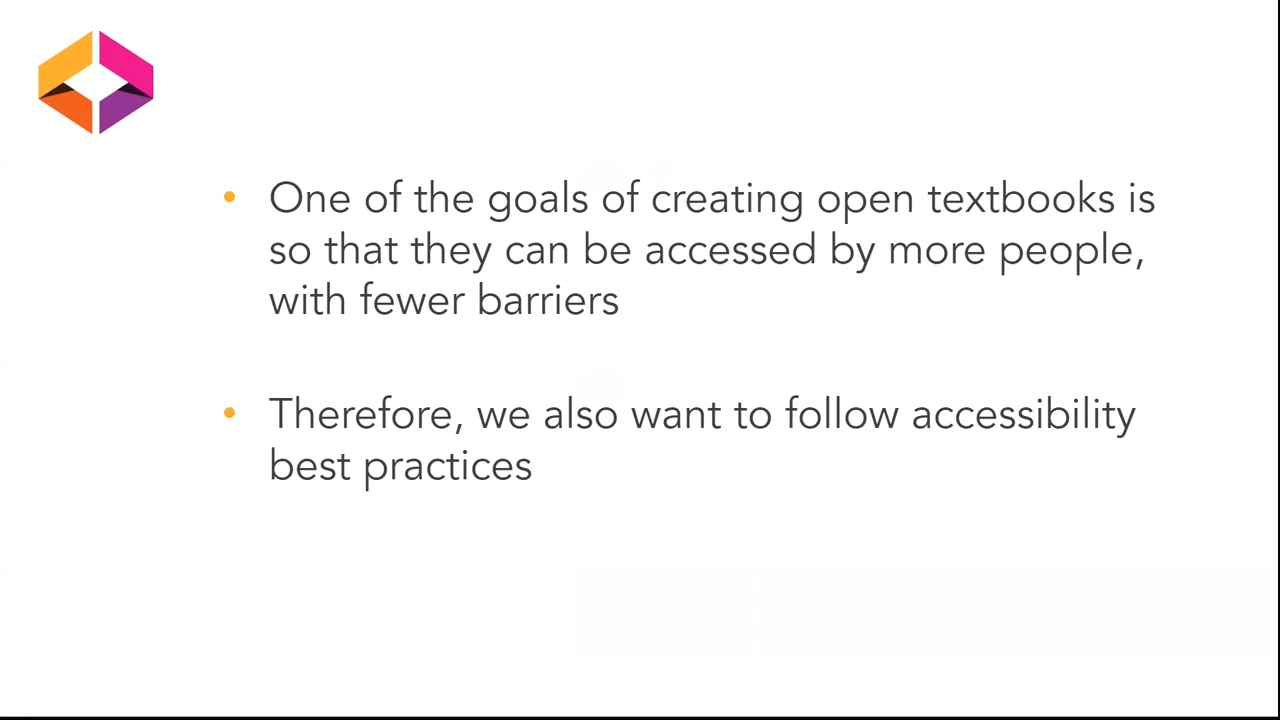 • One of the goals of creating open textbooks is
so that they can be accessed by more people,
with fewer barriers
• Therefore, we also want to follow accessibility
best practices